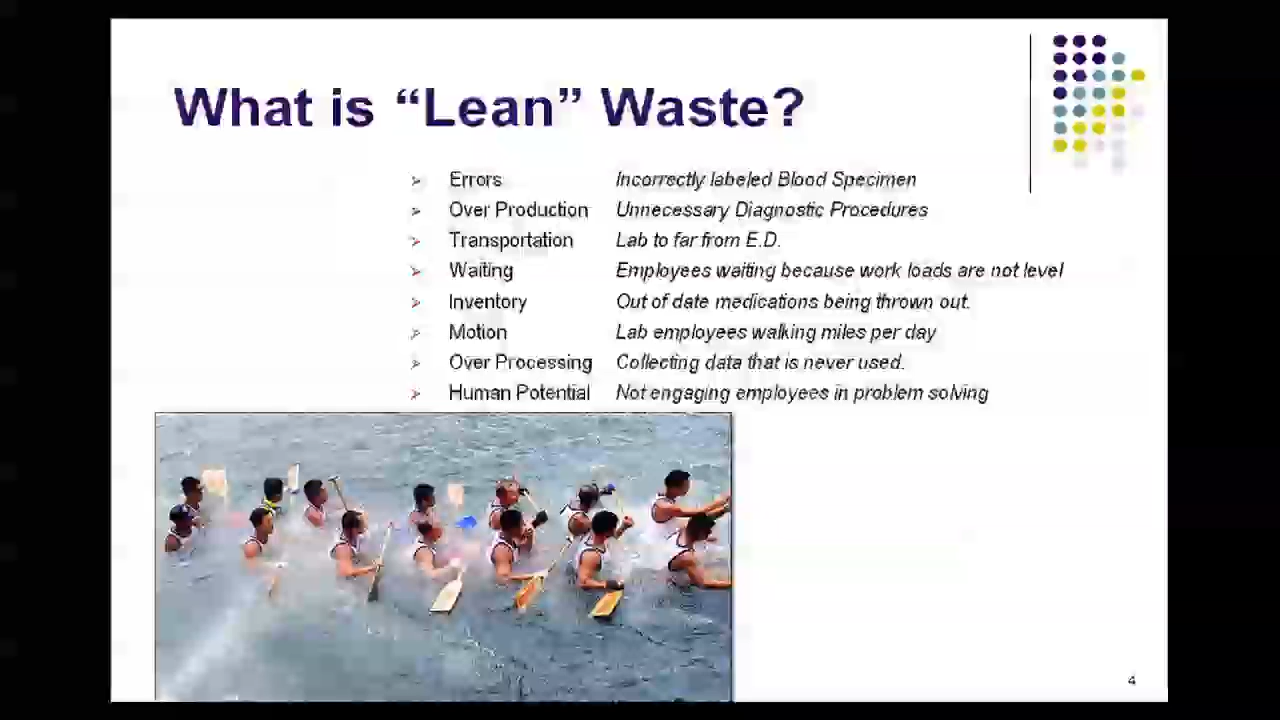 What is “Lean” Waste?
Errors Incorrectly labeled Blood Specimen
Over Production Unnecessary Diagnostic Procedures
Transportation Lab to far from E.D.
Waiting Employees waiting because work loads are not level
Inventory Out of date medications being thrown out.
Motion Lab employees walking miles per day
Over Processing Collecting data that is never used.
Human Potential Not engaging employees in problem solving
4